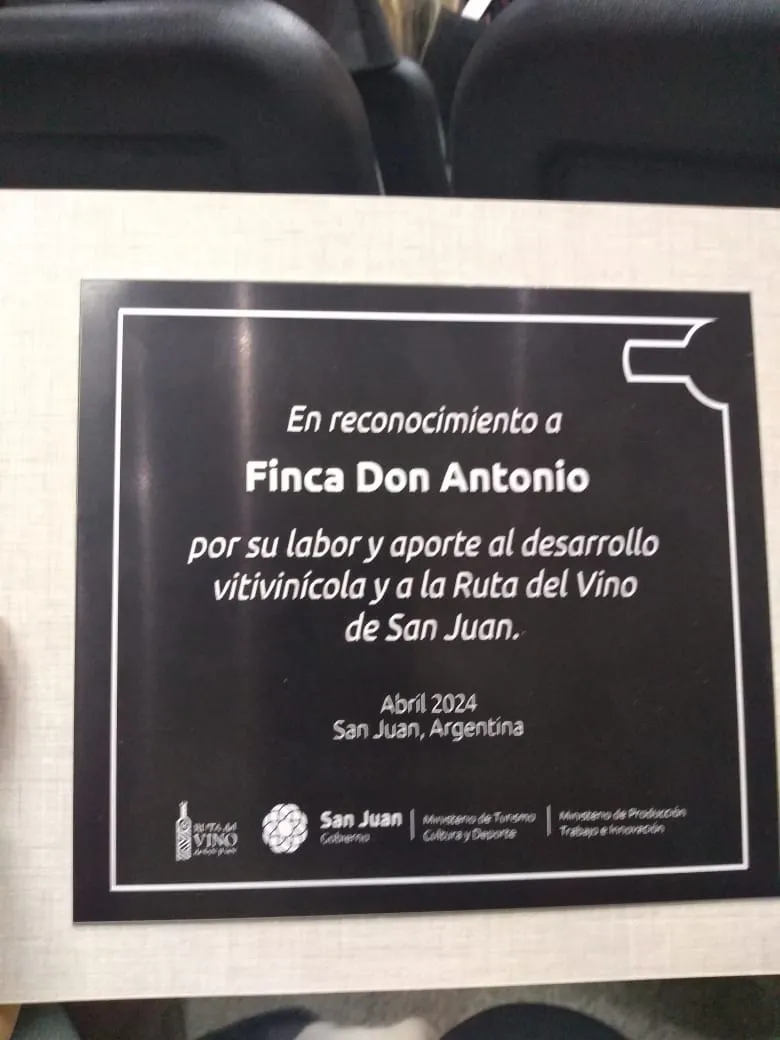 En reconocimiento a
Finca Don Antonio
por su labor y aporte al desarrollo
vitivinícola y a la Ruta del Vino
de San Juan.
Abril 2024
San Juan, Argentina
RUTA del
VINO
San Juan
Gobierno
Ministerio de Turismo
Cultura y Deporte
Ministerio de Producción
Trabajo e Innovación